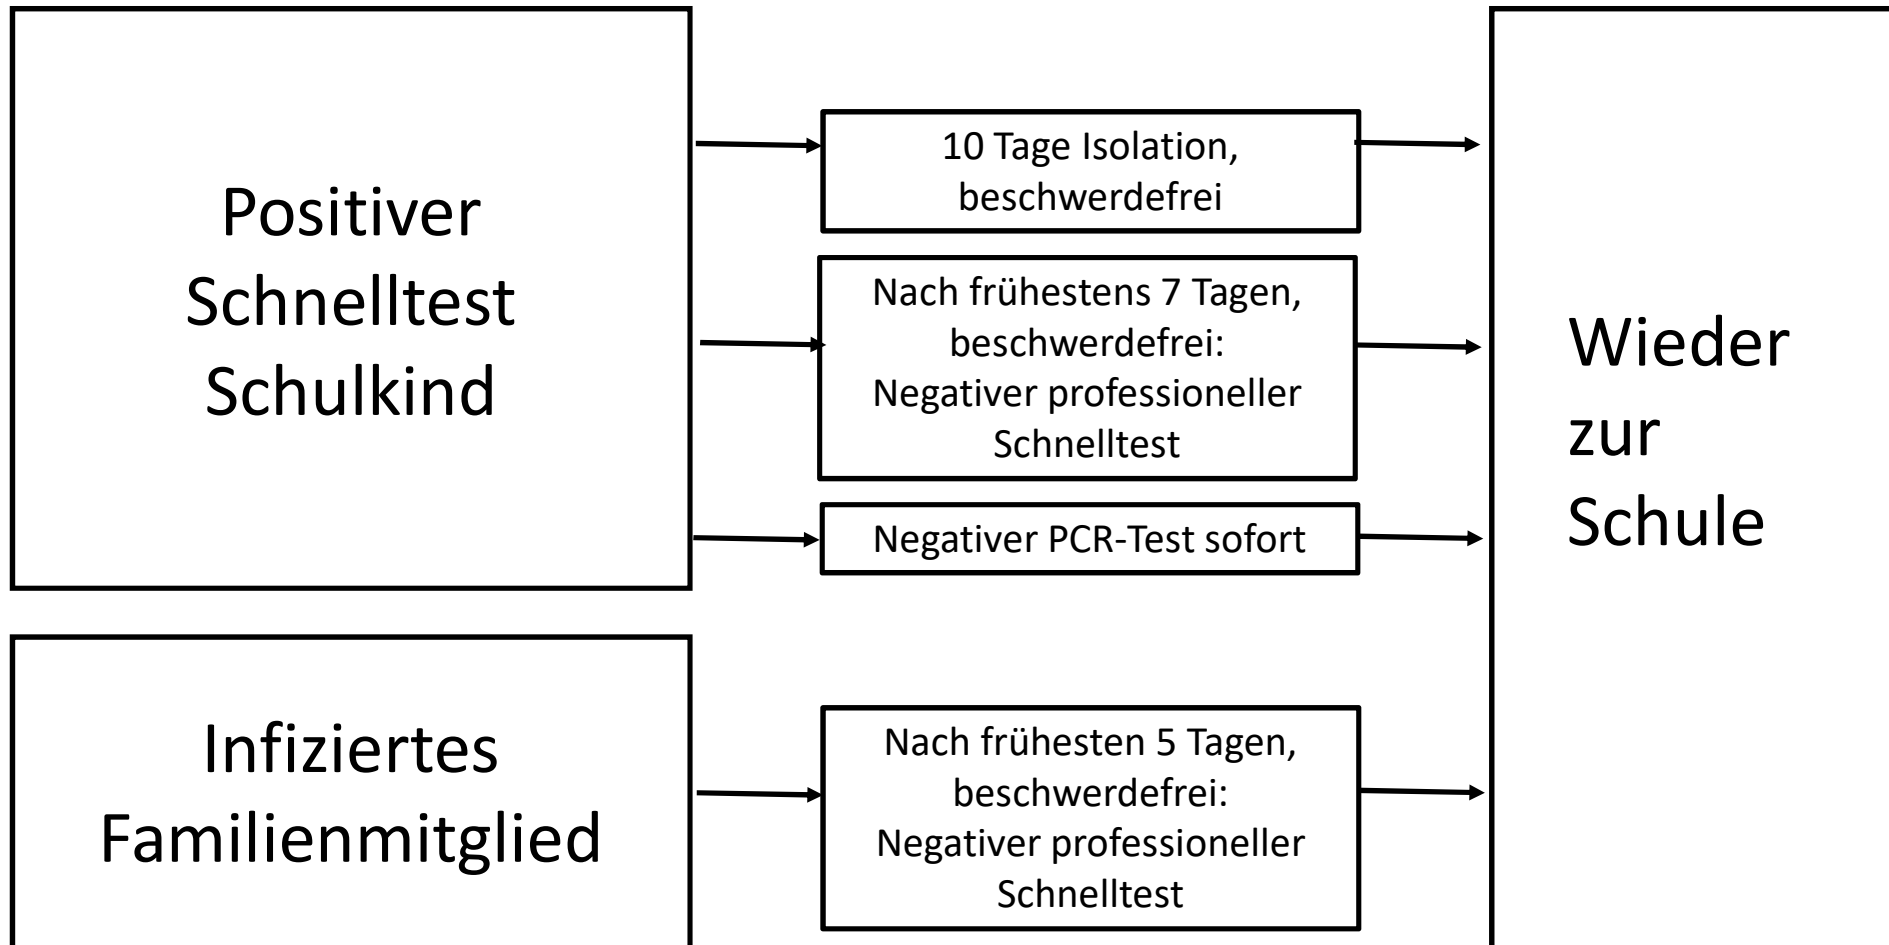 Positiver
Schnelltest
Schulkind
10 Tage Isolation,
beschwerdefrei
Nach frühestens 7 Tagen,
beschwerdefrei:
Negativer professioneller
Schnelltest
Negativer PCR-Test sofort
Infiziertes
Familienmitglied
Nach frühesten 5 Tagen,
beschwerdefrei:
Negativer professioneller
Schnelltest
Wieder
zur
Schule